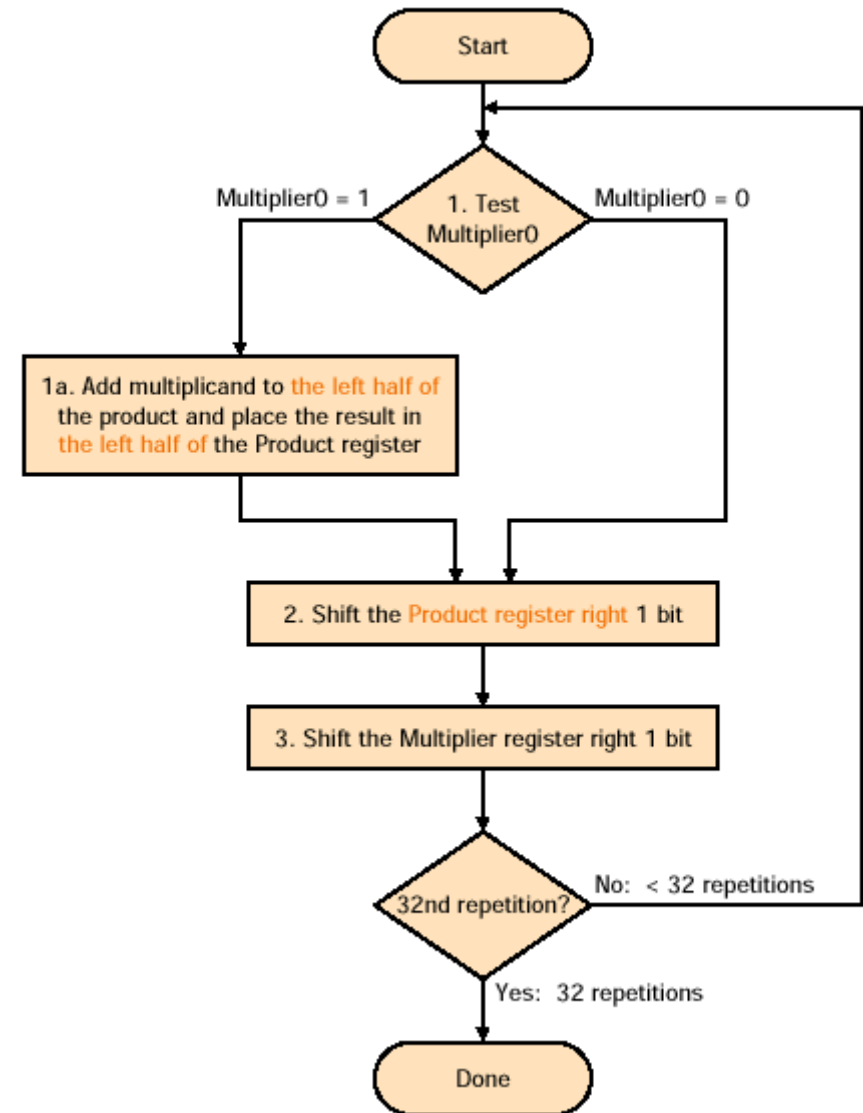 Start
Multiplier0 = 1
1. Test
Multiplier0
Multiplier0 = 0
1a. Add multiplicand to the left half of
the product and place the result in
the left half of the Product register
2. Shift the Product register right 1 bit
3. Shift the Multiplier register right 1 bit
32nd repetition?
No: < 32 repetitions
Yes: 32 repetitions
Done